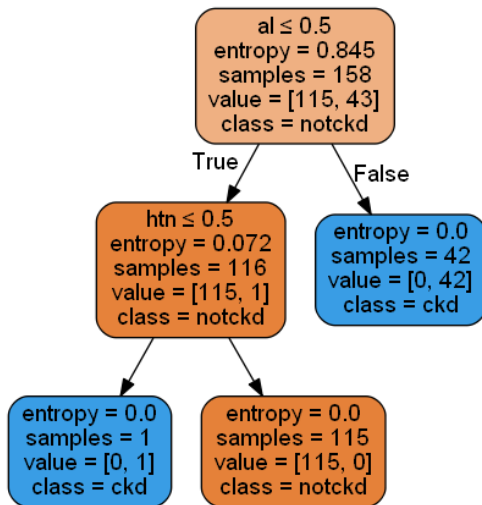 al ≤ 0.5
entropy = 0.845
samples = 158
value = [115, 43]
class = notckd
True
False
htn ≤ 0.5
entropy = 0.072
samples = 116
value = [115, 1]
class = notckd
entropy = 0.0
samples = 42
value = [0, 42]
class = ckd
entropy = 0.0
samples = 1
value = [0, 1]
class = ckd
entropy = 0.0
samples = 115
value = [115, 0]
class = notckd